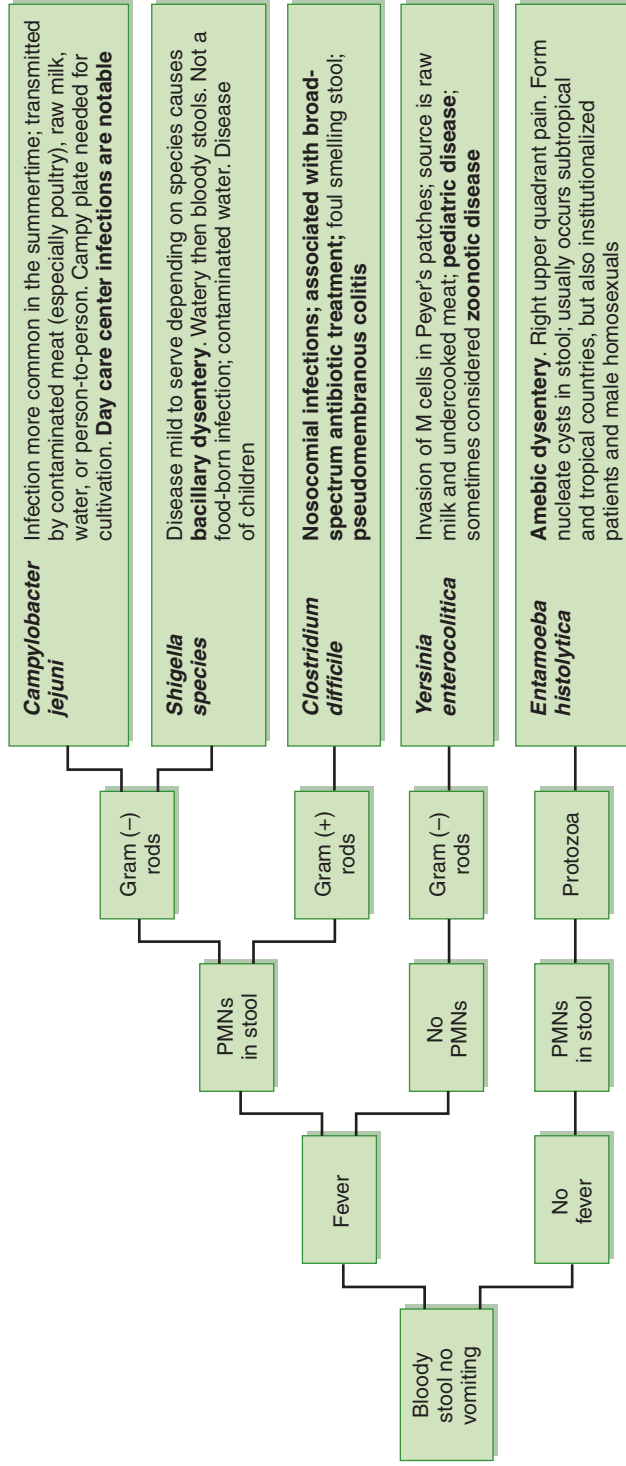 Bloody
stool no
vomiting
Fever
No
fever
PMNs
in stool
No
PMNs
PMNs
in stool
Gram (–)
rods
Gram (+)
rods
Gram (–)
rods
Protozoa
Campylobacter
jejuni
Infection more common in the summertime; transmitted
by contaminated meat (especially poultry), raw milk,
water, or person-to-person. Campy plate needed for
cultivation. Day care center infections are notable
Shigella
species
Disease mild to serve depending on species causes
bacillary dysentery. Watery then bloody stools. Not a
food-born infection; contaminated water. Disease
of children
Clostridium
difficile
Nosocomial infections; associated with broad-
spectrum antibiotic treatment; foul smelling stool;
pseudomembranous colitis
Yersinia
enterocolitica
Invasion of M cells in Peyer's patches; source is raw
milk and undercooked meat; pediatric disease;
sometimes considered zoonotic disease
Entamoeba
histolytica
Amebic dysentery. Right upper quadrant pain. Form
nucleate cysts in stool; usually occurs subtropical
and tropical countries, but also institutionalized
patients and male homosexuals